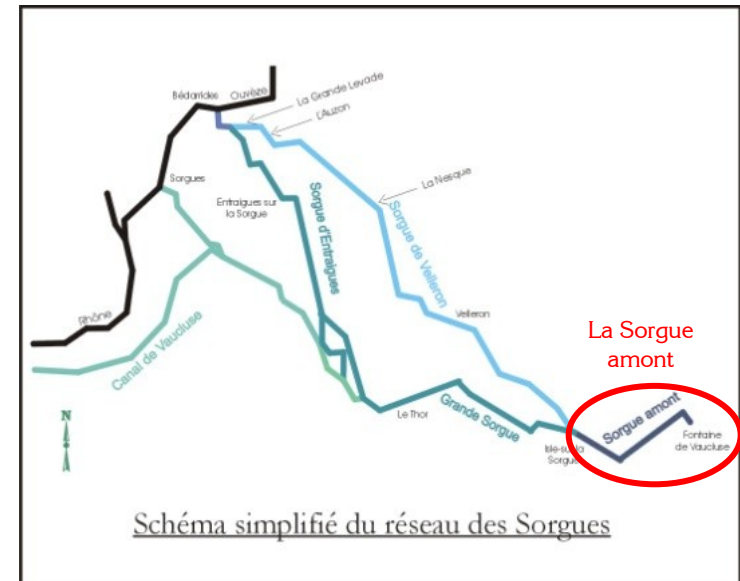 Bédarrides
Ouvèze
La Grande Levade
L'Auzon
Sorgues
La Nesque
Entraigues sur
la Sorgue
Sorgue d'Entraigues
Sorgue de Velleron
Rhône
Canal de Vaucluse
Velleron
La Sorgue
amont
N
Le Thor
Grande Sorgue
Isle-sur-la
Sorgue
Sorgue amont
Fontaine
de Vaucluse
Schéma simplifié du réseau des Sorgues